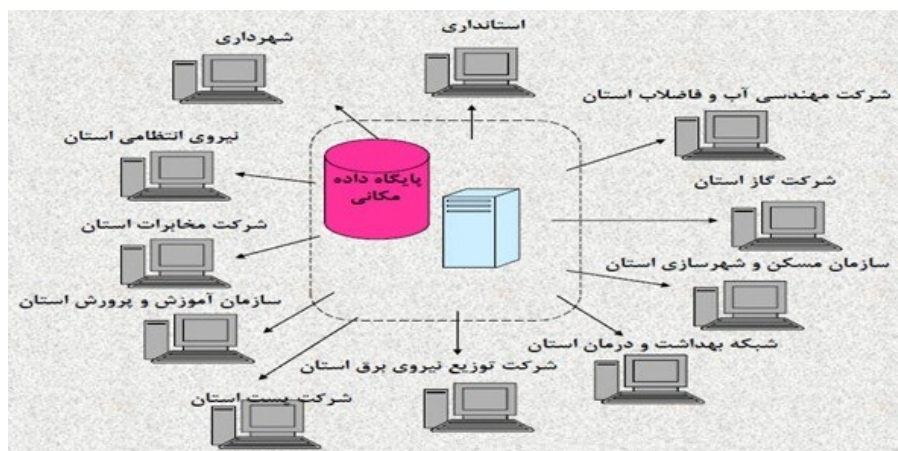 استانداری
شهرداری
شرکت مهندسی آب و فاضلاب استان
نیروی انتظامی استان
پایگاه داده
مکانی
شرکت گاز استان
شرکت مخابرات استان
سازمان مسکن و شهرسازی استان
سازمان آموزش و پرورش استان
شبکه بهداشت و درمان استان
شرکت توزیع نیروی برق استان
شرکت پست استان